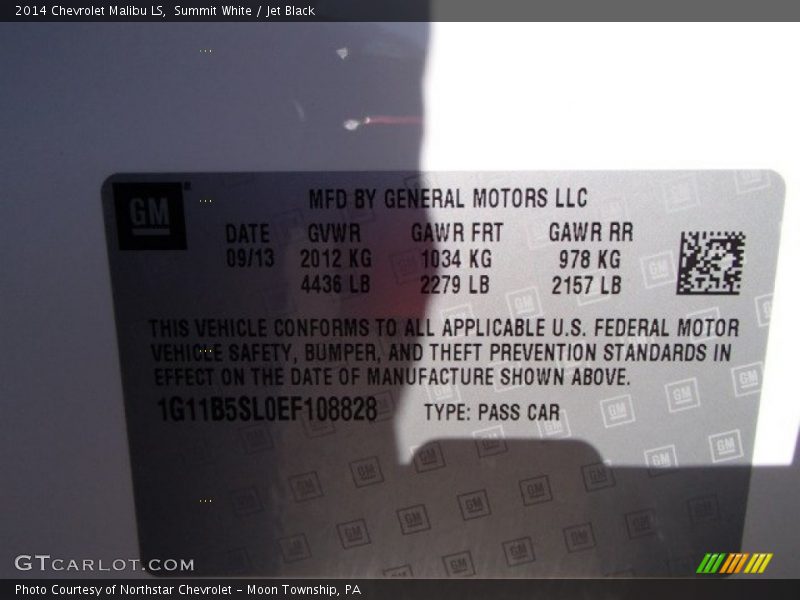 2014 Chevrolet Malibu LS, Summit White / Jet Black
GM
MFD BY GENERAL MOTORS LLC
DATE GVWR GAWR FRT GAWR RR
09/13 2012 KG 1034 KG 978 KG
4436 LB 2279 LB 2157 LB
THIS VEHICLE CONFORMS TO ALL APPLICABLE U.S. FEDERAL MOTOR
VEHICLE SAFETY, BUMPER, AND THEFT PREVENTION STANDARDS IN
EFFECT ON THE DATE OF MANUFACTURE SHOWN ABOVE.
1G11B5SL0EF108828 TYPE: PASS CAR
GTCARLOT.COM
Photo Courtesy of Northstar Chevrolet - Moon Township, PA